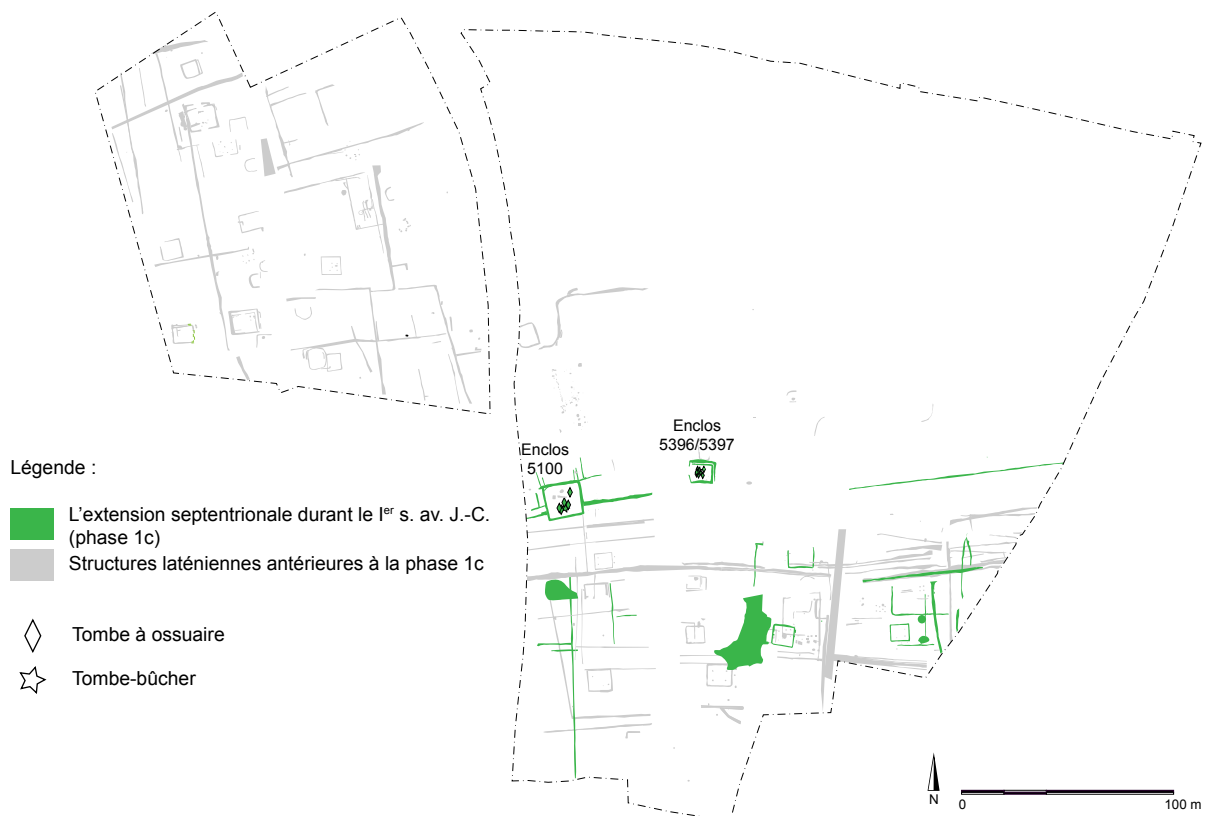 Enclos
5396/5397
Enclos
5100
Légende :
L'extension septentrionale durant le Ier s. av. J.-C.
(phase 1c)
Structures laténiennes antérieures à la phase 1c
Tombe à ossuaire
Tombe-bûcher
N
0
100 m